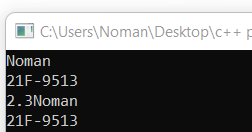 C:\Users\Noman\Desktop\c++ p
Noman
21F-9513
2.3Noman
21F-9513